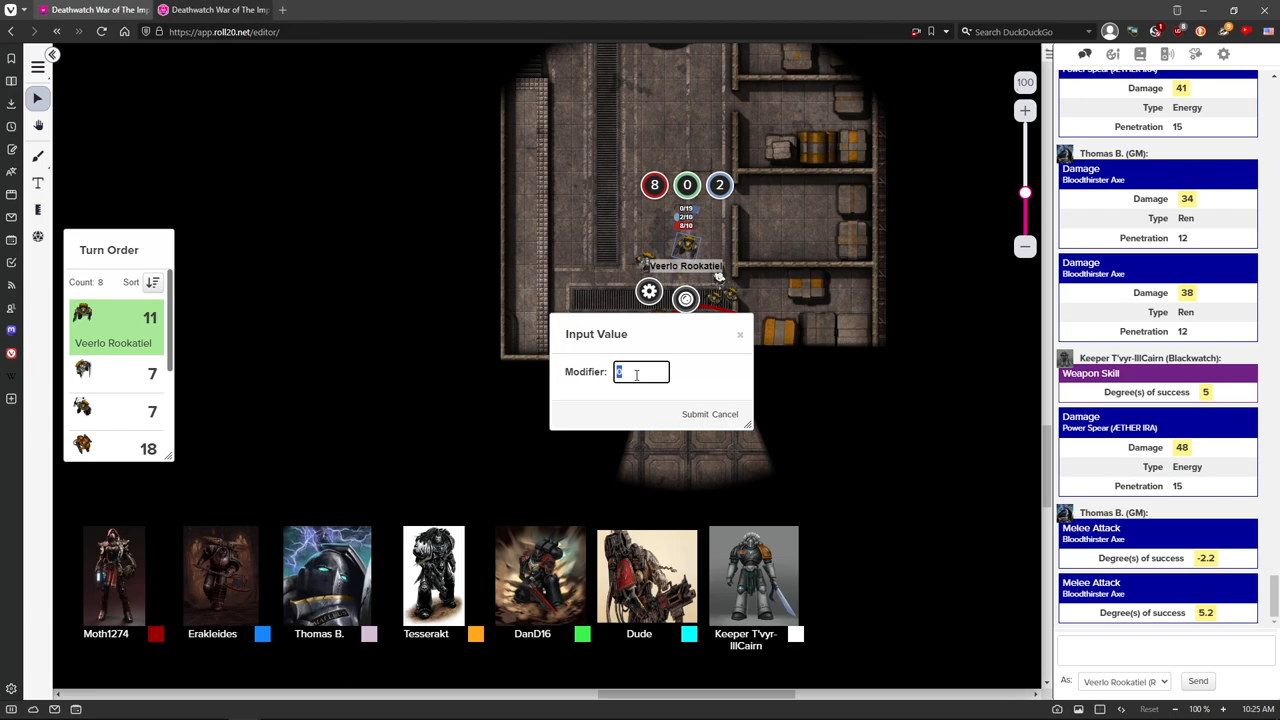 Deathwatch War of The Imp
Deathwatch War of The Imp
https://app.roll20.net/editor/
Search DuckDuckGo
100
8
0
2
0/19
2/10
8/10
Veerlo Rookatiel
Turn Order
Count: 8
Sort
11
Veerlo Rookatiel
7
7
18
Input Value
Modifier:
0
Submit Cancel
Moth1274
Erakleides
Thomas B.
Tesserakt
DanD16
Dude
Keeper T'vyr-
IllCairn
Power Spear (ÆTHER IRA)
Damage 41
Type Energy
Penetration 15
Thomas B. (GM):
Damage
Bloodthirster Axe
Damage 34
Type Ren
Penetration 12
Damage
Bloodthirster Axe
Damage 38
Type Ren
Penetration 12
Keeper T'vyr-IllCairn (Blackwatch):
Weapon Skill
Degree(s) of success 5
Damage
Power Spear (ÆTHER IRA)
Damage 48
Type Energy
Penetration 15
Thomas B. (GM):
Melee Attack
Bloodthirster Axe
Degree(s) of success -2.2
Melee Attack
Bloodthirster Axe
Degree(s) of success 5.2
As:
Veerlo Rookatiel (R
Send
Reset
100 %
10:25 AM